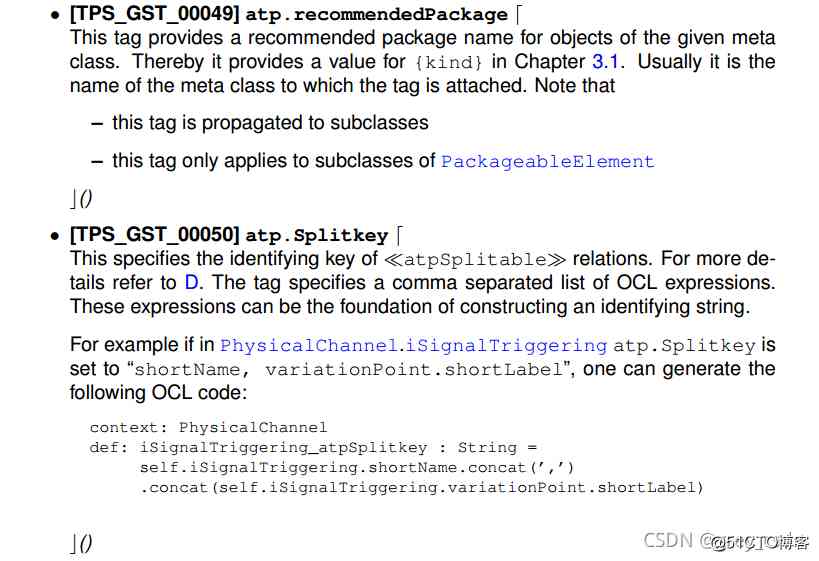 • [TPS_GST_00049] atp.recommendedPackage ⌈
This tag provides a recommended package name for objects of the given meta
class. Thereby it provides a value for {kind} in Chapter 3.1. Usually it is the
name of the meta class to which the tag is attached. Note that
– this tag is propagated to subclasses
– this tag only applies to subclasses of PackageableElement
⌋()
• [TPS_GST_00050] atp.Splitkey ⌈
This specifies the identifying key of ≪atpSplitable≫ relations. For more de-
tails refer to D. The tag specifies a comma separated list of OCL expressions.
These expressions can be the foundation of constructing an identifying string.
For example if in PhysicalChannel.iSignalTriggering atp.Splitkey is
set to “shortName, variationPoint.shortLabel”, one can generate the
following OCL code:
context: PhysicalChannel
def: iSignalTriggering_atpSplitkey : String =
self.iSignalTriggering.shortName.concat(’,’)
.concat(self.iSignalTriggering.variationPoint.shortLabel)
⌋()
CSDN
@51CTO博客